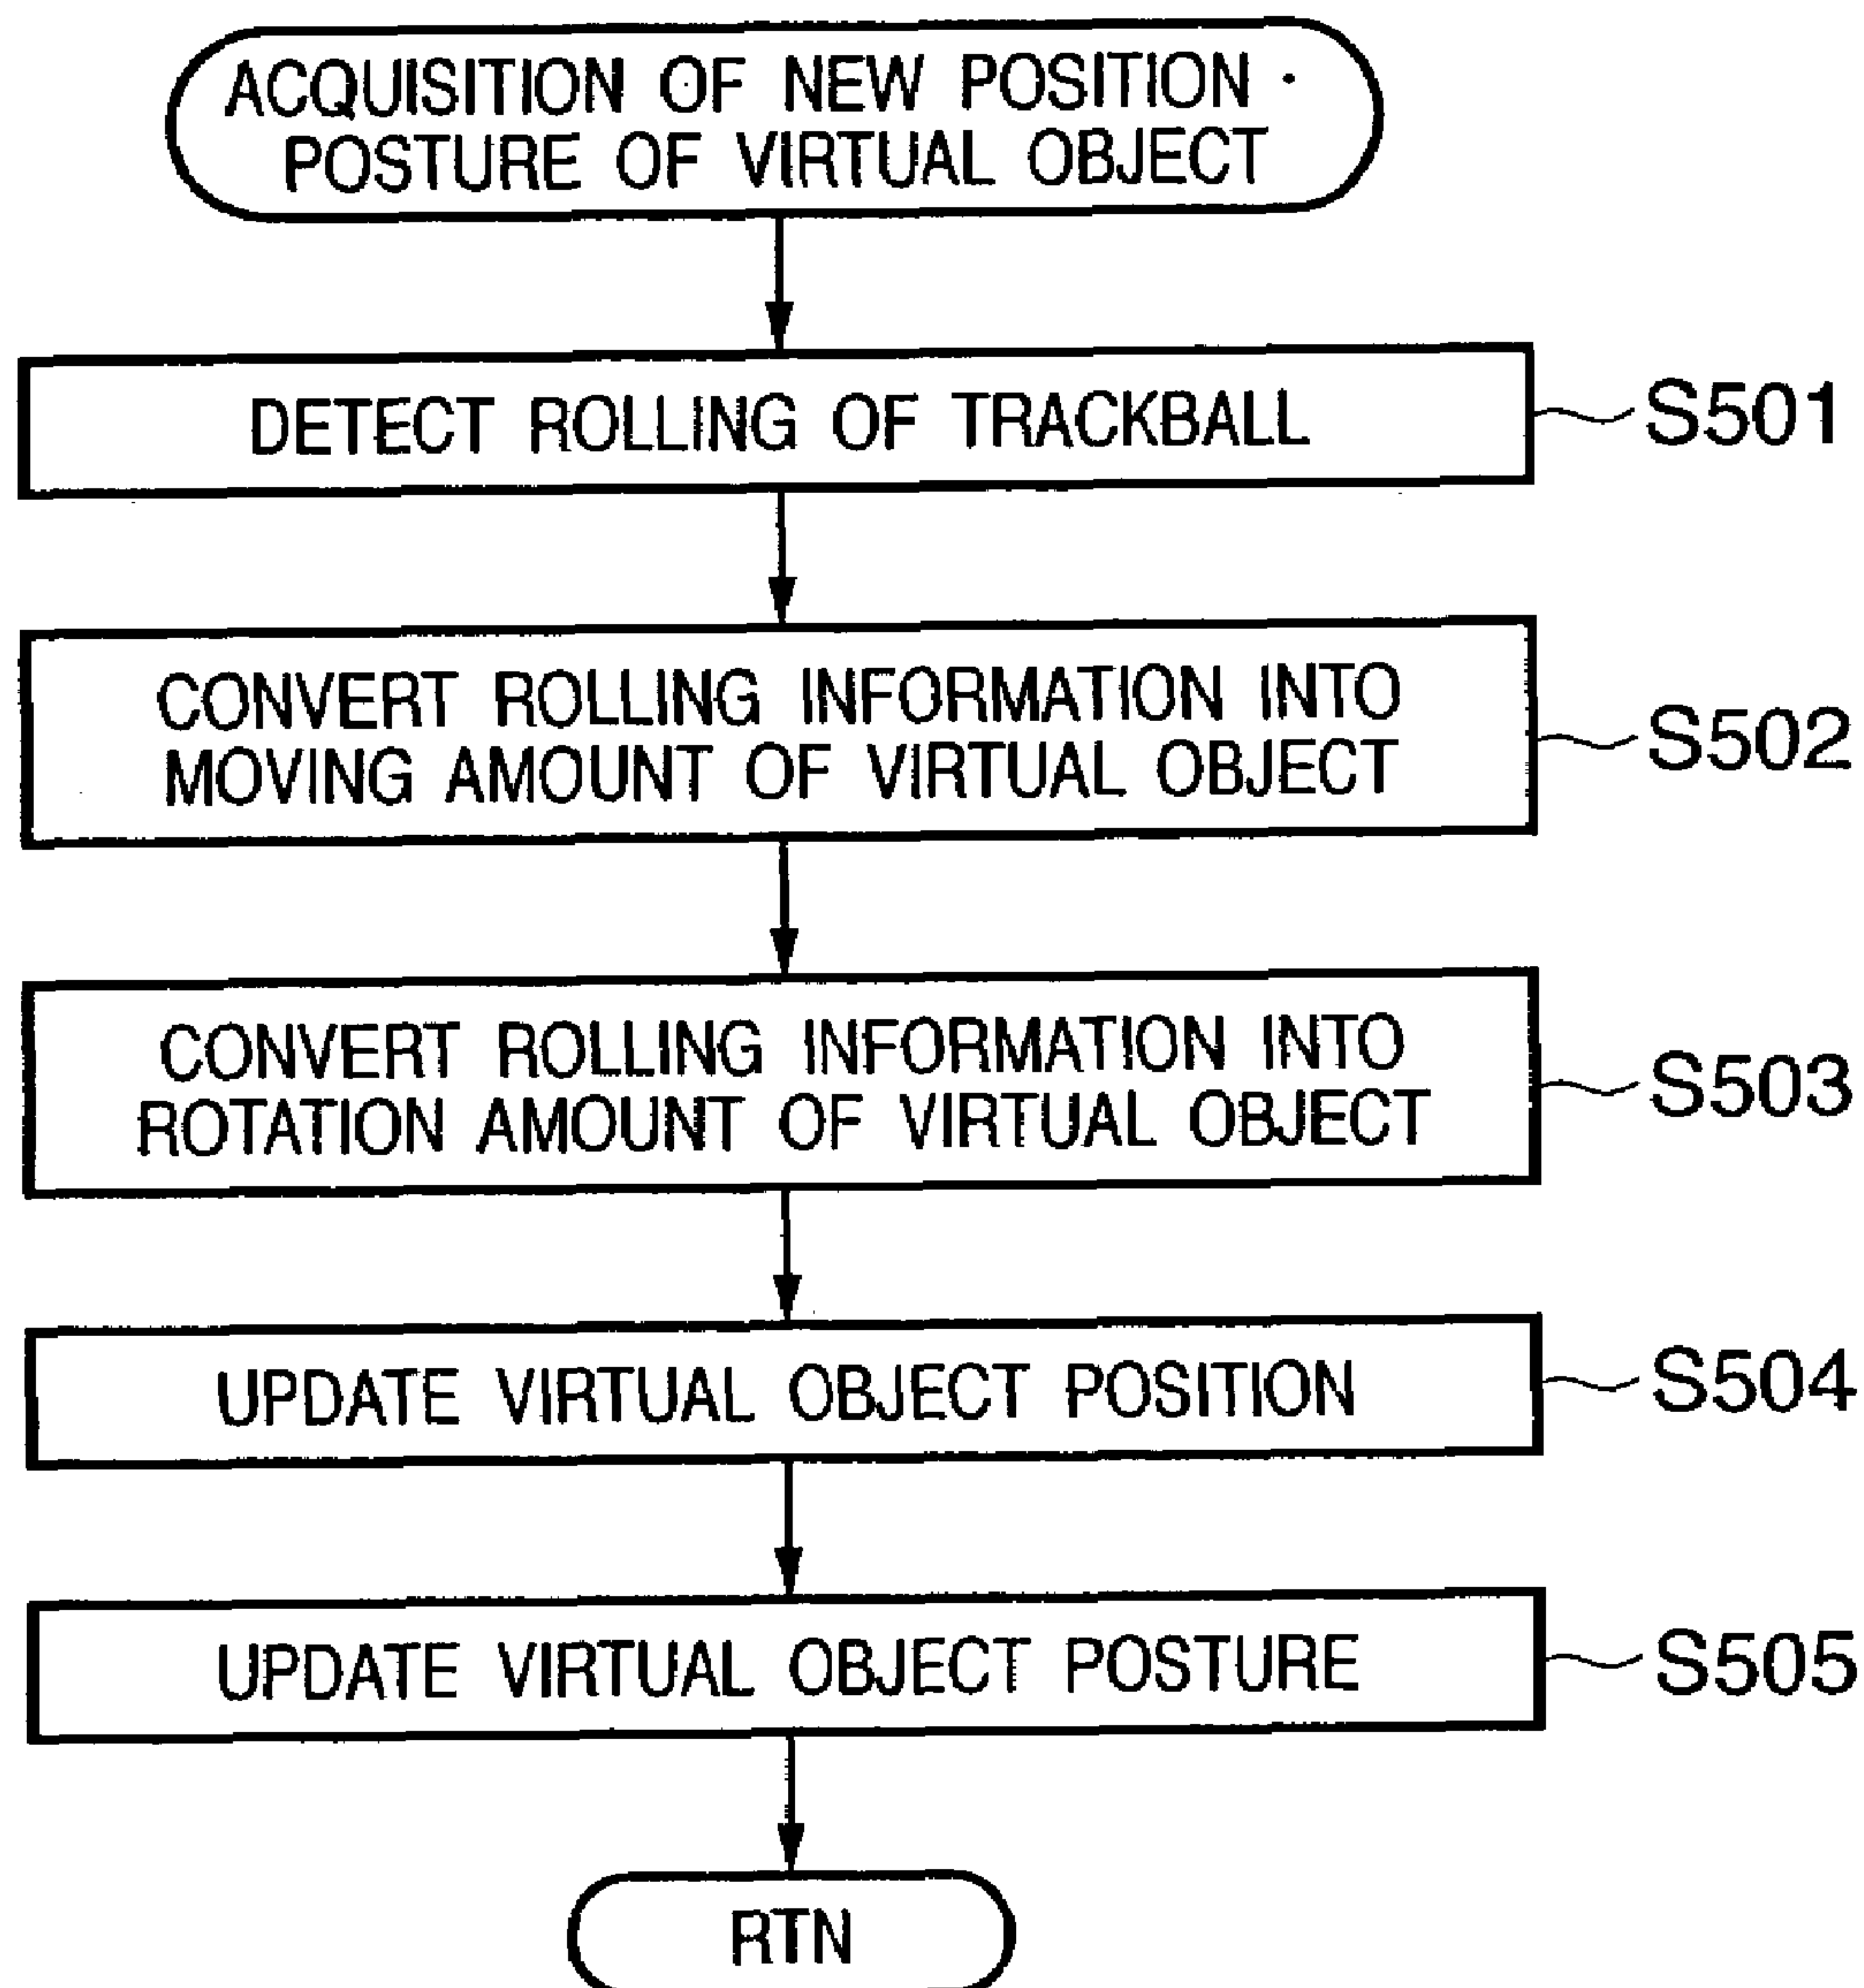 ACQUISITION OF NEW POSITION ·
POSTURE OF VIRTUAL OBJECT
DETECT ROLLING OF TRACKBALL
S501
CONVERT ROLLING INFORMATION INTO
MOVING AMOUNT OF VIRTUAL OBJECT
S502
CONVERT ROLLING INFORMATION INTO
ROTATION AMOUNT OF VIRTUAL OBJECT
S503
UPDATE VIRTUAL OBJECT POSITION
S504
UPDATE VIRTUAL OBJECT POSTURE
S505
RTN